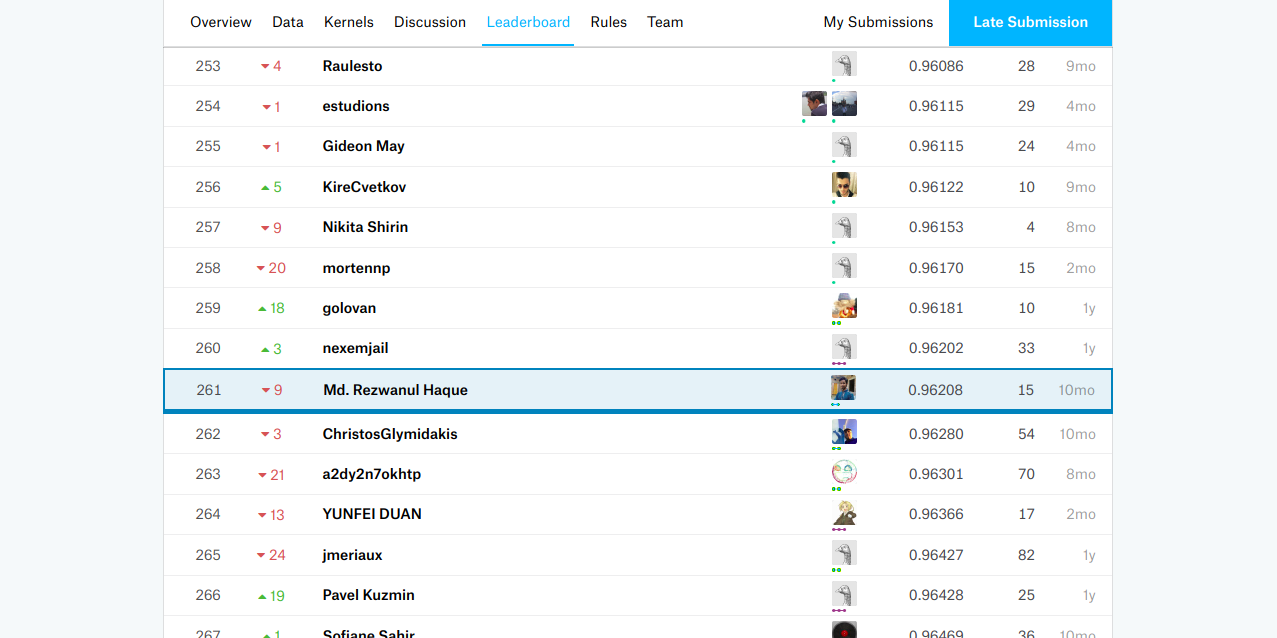 Overview Data Kernels Discussion Leaderboard Rules Team My Submissions Late Submission
253 4 Raulesto 0.96086 28 9mo
254 1 estudions 0.96115 29 4mo
255 1 Gideon May 0.96115 24 4mo
256 5 KireCvetkov 0.96122 10 9mo
257 9 Nikita Shirin 0.96153 4 8mo
258 20 mortennp 0.96170 15 2mo
259 18 golovan 0.96181 10 1y
260 3 nexemjail 0.96202 33 1y
261 9 Md. Rezwanul Haque 0.96208 15 10mo
262 3 ChristosGlymidakis 0.96280 54 10mo
263 21 a2dy2n7okhtp 0.96301 70 8mo
264 13 YUNFEI DUAN 0.96366 17 2mo
265 24 jmeriaux 0.96427 82 1y
266 19 Pavel Kuzmin 0.96428 25 1y
267 1 Sofiane Sahir 0.96469 36 10mo